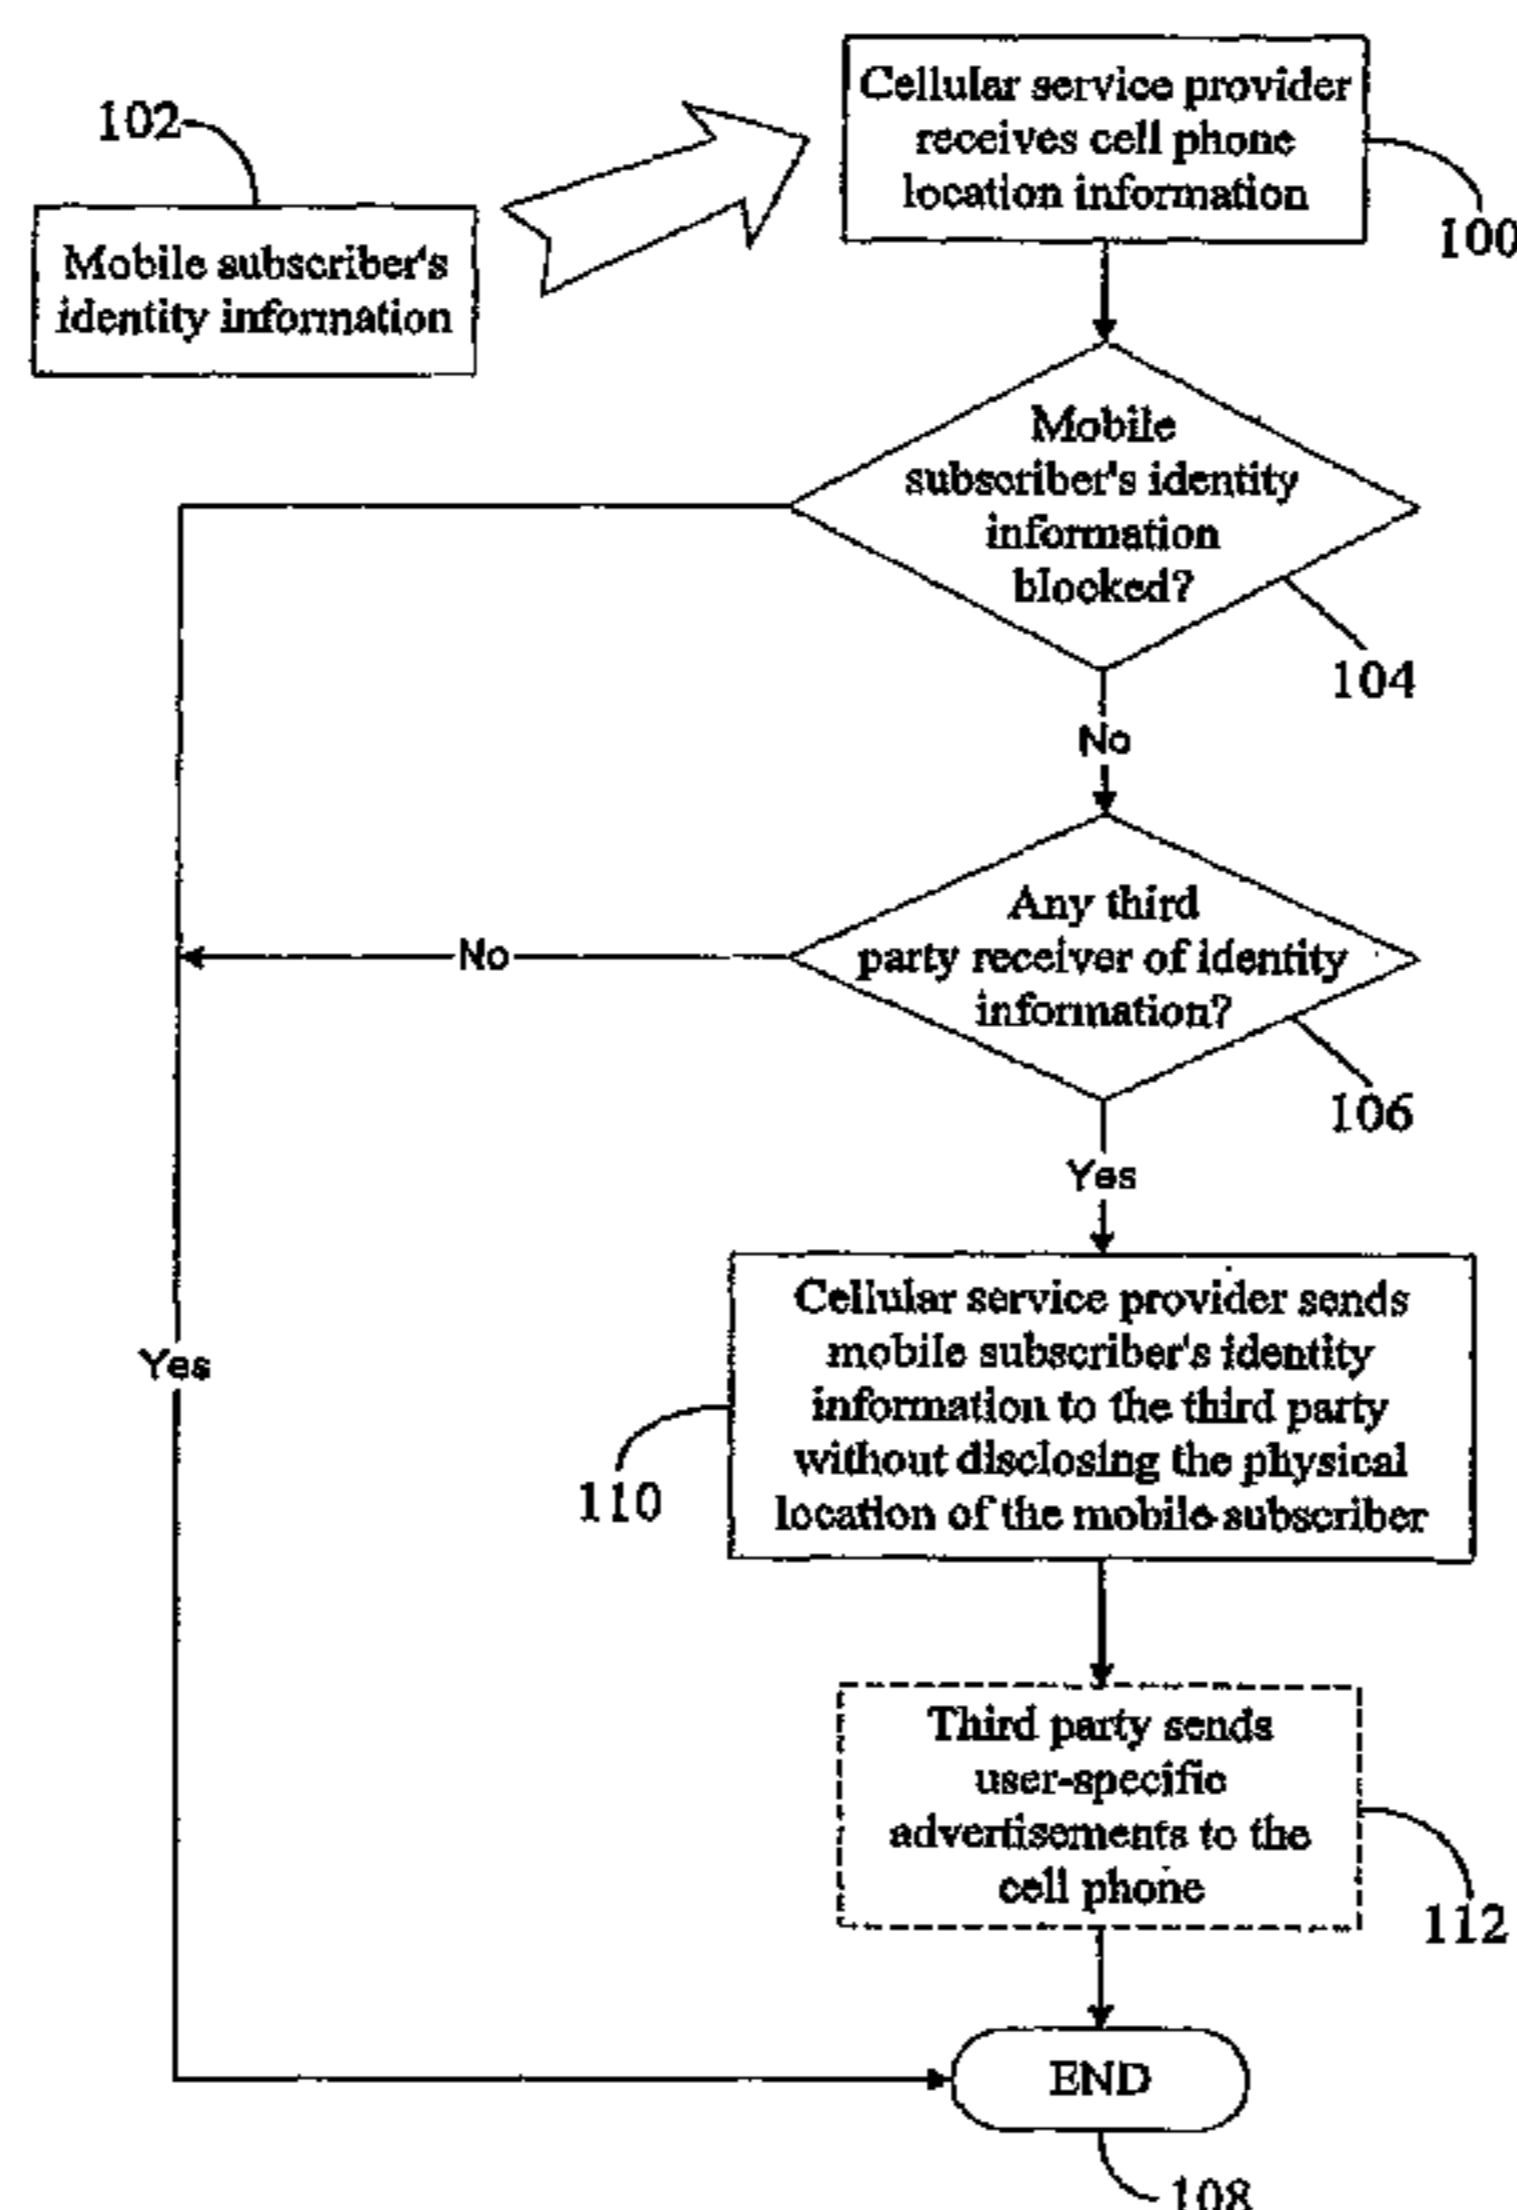 Cellular service provider
receives cell phone
location information
100
102
Mobile subscriber's
identity information
Mobile
subscriber's identity
information
blocked?
104
No
Any third
party receiver of identity
information?
106
No
Yes
Yes
Cellular service provider sends
mobile subscriber's identity
information to the third party
without disclosing the physical
location of the mobile subscriber
110
Third party sends
user-specific
advertisements to the
cell phone
112
END
108